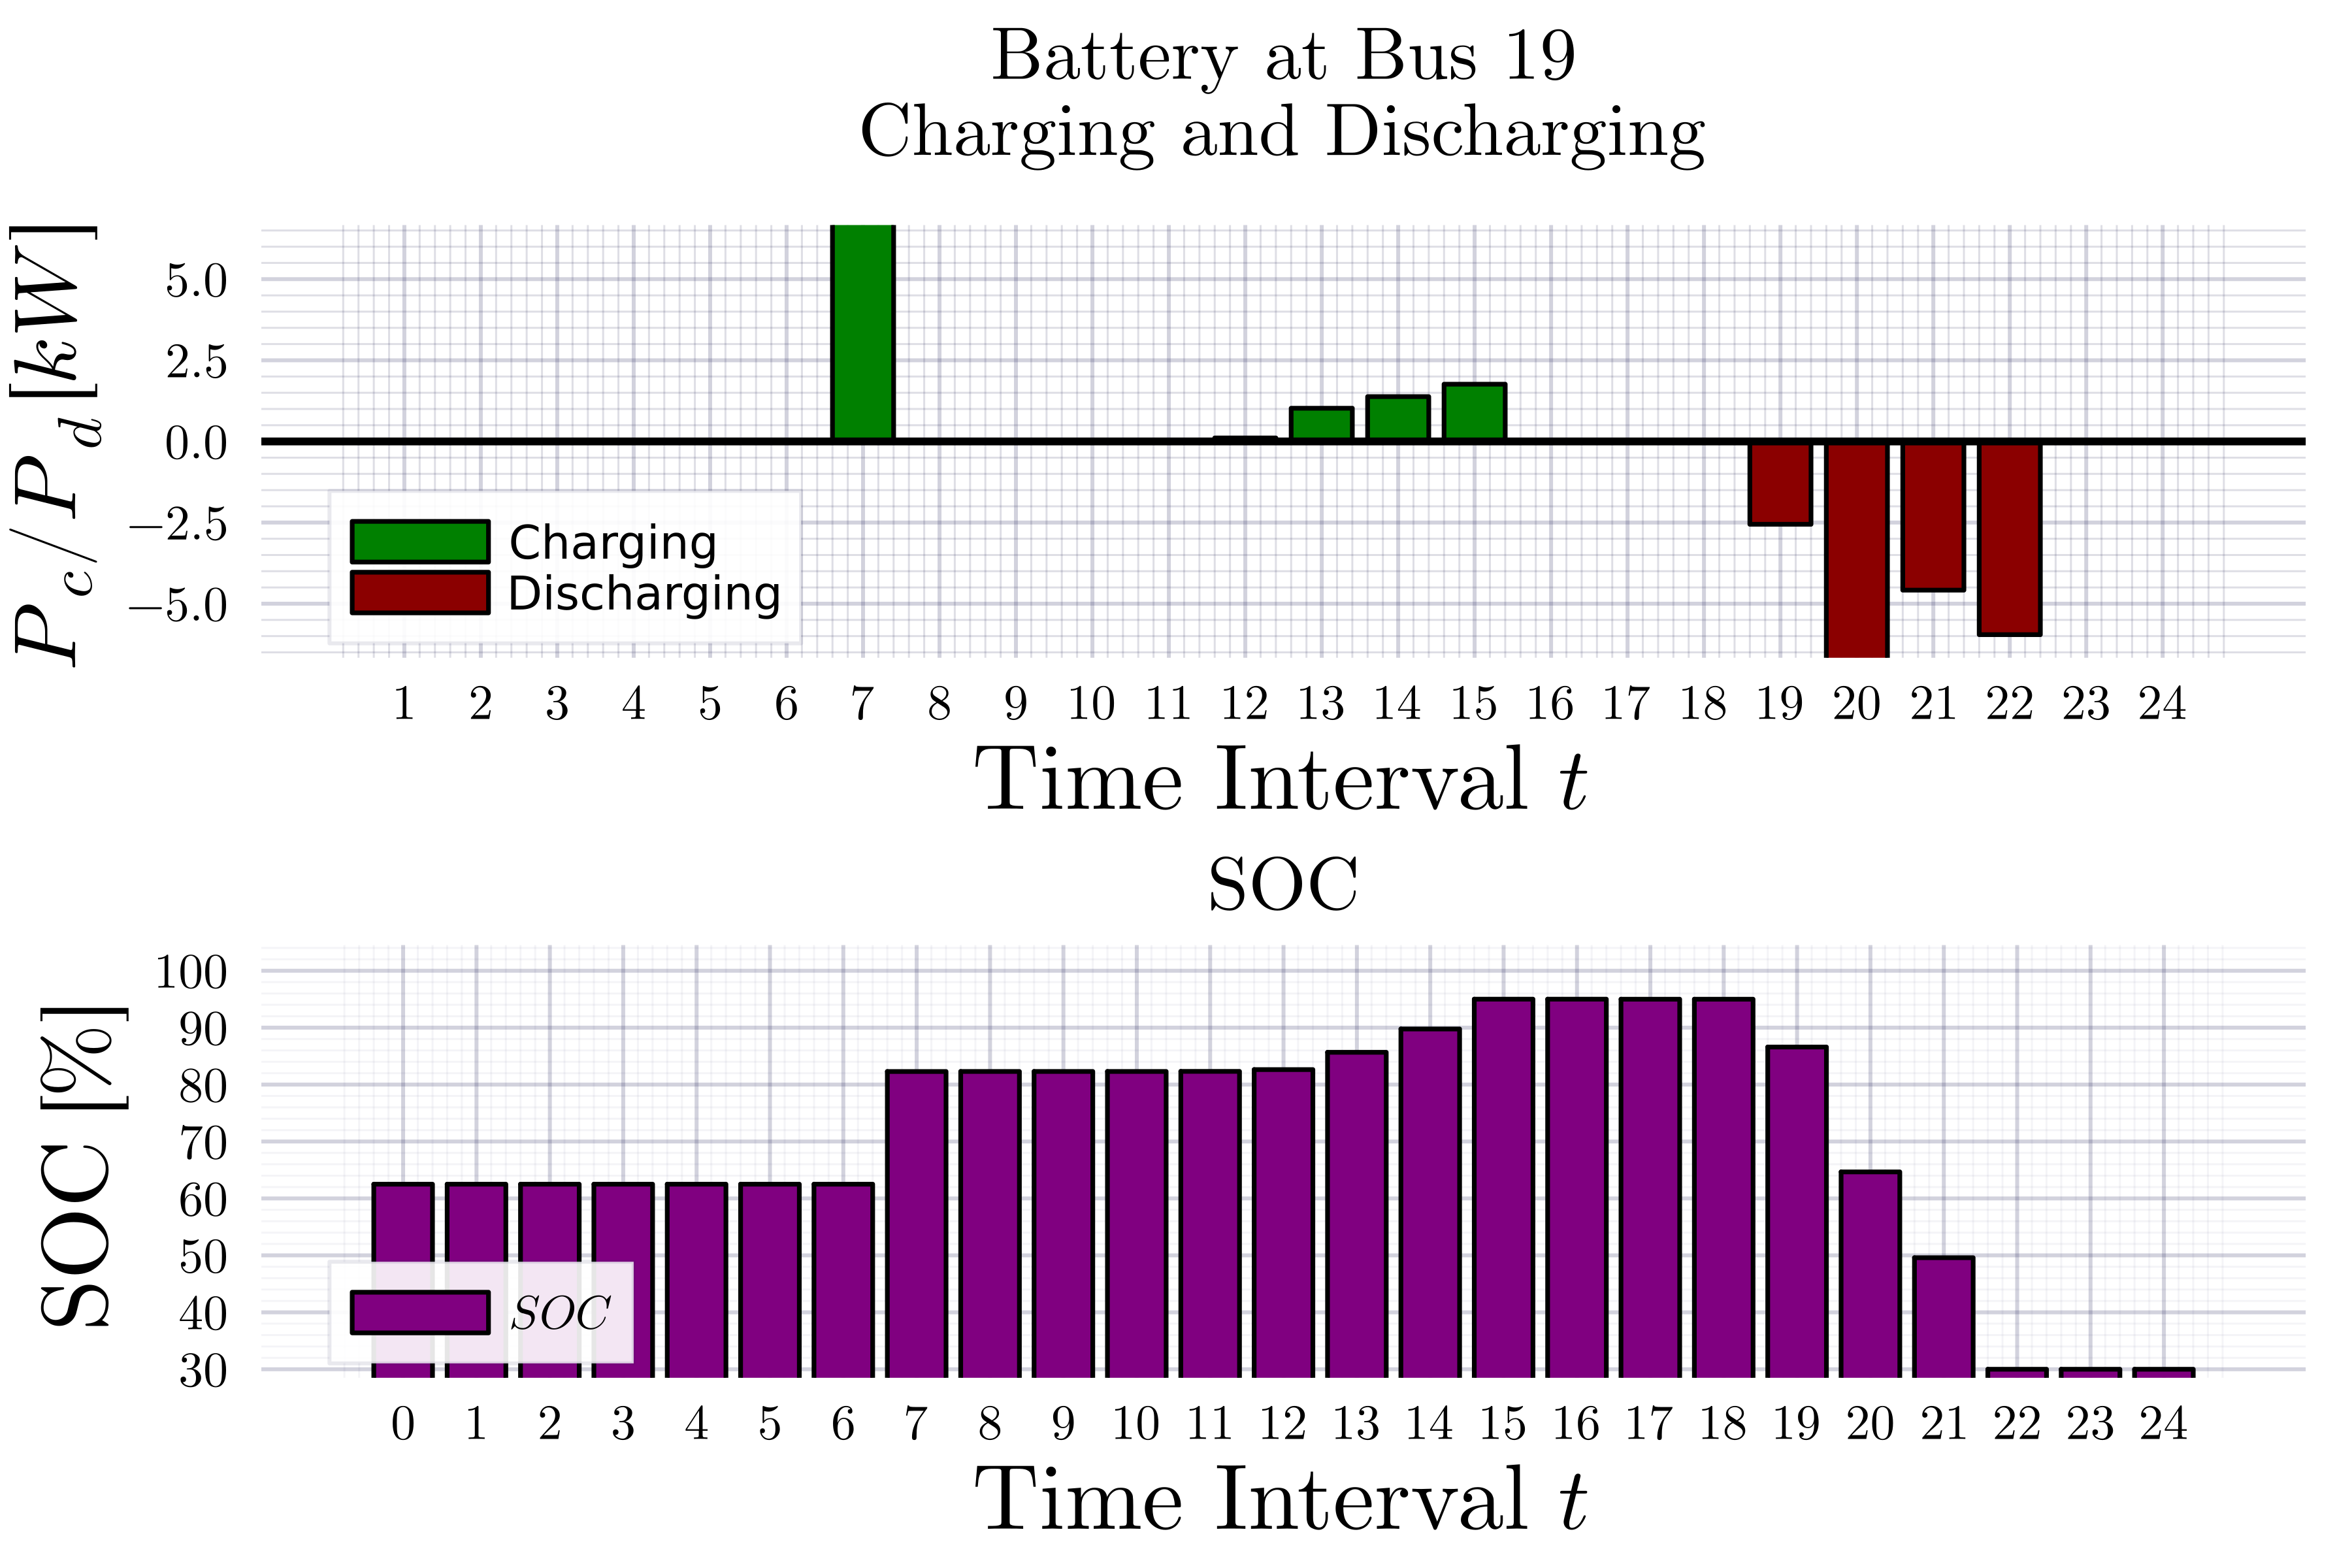 Battery at Bus 19
Charging and Discharging
P_c/P_d [kW]
5.0
2.5
0.0
−2.5
−5.0
Charging
Discharging
1 2 3 4 5 6 7 8 9 10 11 12 13 14 15 16 17 18 19 20 21 22 23 24
Time Interval t
SOC
SOC [%]
100
90
80
70
60
50
40
30
SOC
0 1 2 3 4 5 6 7 8 9 10 11 12 13 14 15 16 17 18 19 20 21 22 23 24
Time Interval t